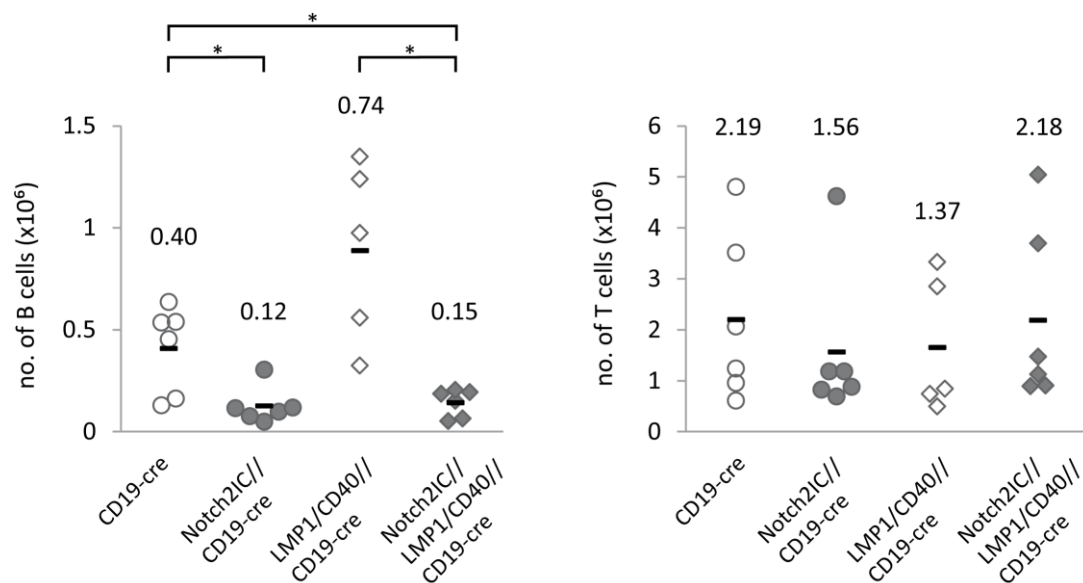 *
*
*
no. of B cells (x10⁶)
1.5
1
0.5
0
0.40
0.12
0.74
0.15
CD19-cre
Notch2IC//
CD19-cre
LMP1/CD40//
CD19-cre
Notch2IC//
LMP1/CD40//
CD19-cre
no. of T cells (x10⁶)
6
5
4
3
2
1
0
2.19
1.56
1.37
2.18
CD19-cre
Notch2IC//
CD19-cre
LMP1/CD40//
CD19-cre
Notch2IC//
LMP1/CD40//
CD19-cre